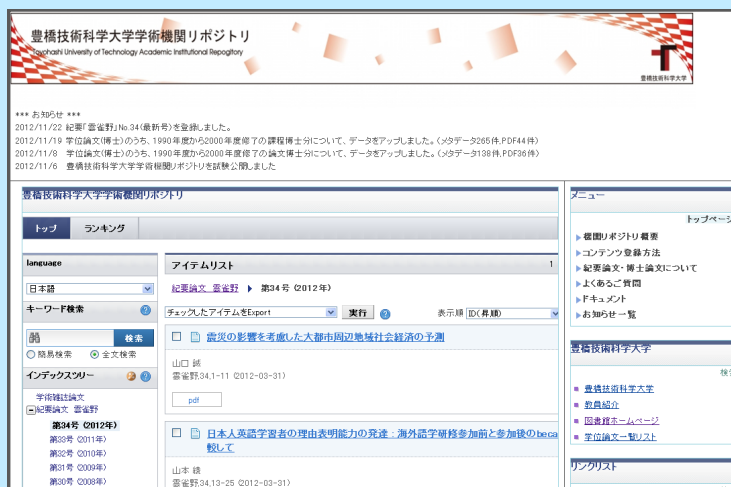 豊橋技術科学大学学術機関リポジトリ
Toyohashi University of Technology Academic Institutional Repogitory
豊橋技術科学大学
*** お知らせ ***
2012/11/22 紀要「雲雀野」No.34(最新号)を登録しました。
2012/11/19 学位論文(博士)のうち、1990年度から2000年度修了の課程博士分について、データをアップしました。(メタデータ265件,PDF44件)
2012/11/8 学位論文(博士)のうち、1990年度から2000年度修了の論文博士分について、データをアップしました。(メタデータ138件,PDF36件)
2012/11/6 豊橋技術科学大学学術機関リポジトリを試験公開しました
豊橋技術科学大学学術機関リポジトリ
トップ ランキング
language
日本語
キーワード検索
検索
簡易検索 全文検索
インデックスツリー
学術雑誌論文
紀要論文 雲雀野
第34号 (2012年)
第33号 (2011年)
第32号 (2010年)
第31号 (2009年)
第30号 (2008年)
アイテムリスト 1
紀要論文 雲雀野 第34号 (2012年)
チェックしたアイテムをExport 実行 表示順 ID(昇順)
震災の影響を考慮した大都市周辺地域社会経済の予測
山口 誠
雲雀野,34,1-11 (2012-03-31)
pdf
日本人英語学習者の理由表明能力の発達 : 海外語学研修参加前と参加後のbeca
較して
山本
雲雀野,34,13-25 (2012-03-31)
メニュー
トップページ
機関リポジトリ概要
コンテンツ登録方法
紀要論文・博士論文について
よくあるご質問
ドキュメント
お知らせ一覧
豊橋技術科学大学
検
豊橋技術科学大学
教員紹介
図書館ホームページ
学位論文一覧リスト
リンクリスト